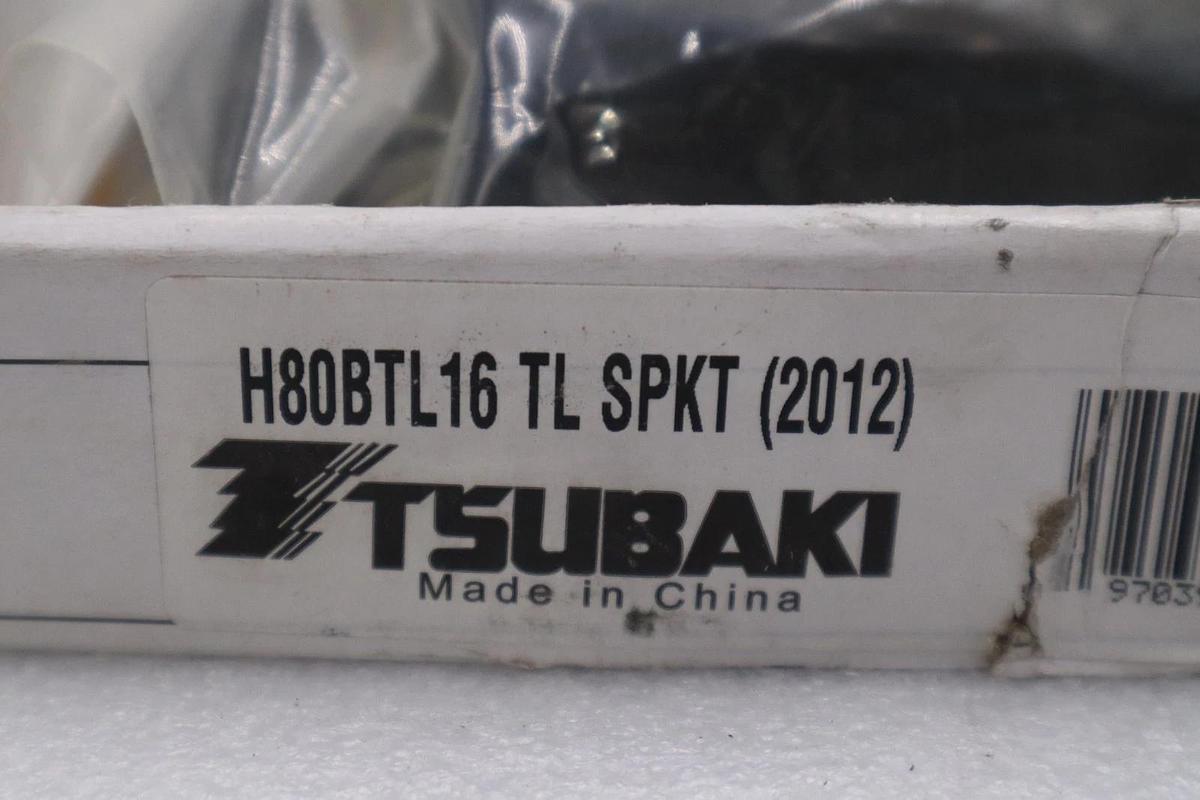 H80BTL16 TL SPKT (2012)
TSUBAKI
Made in China
9703